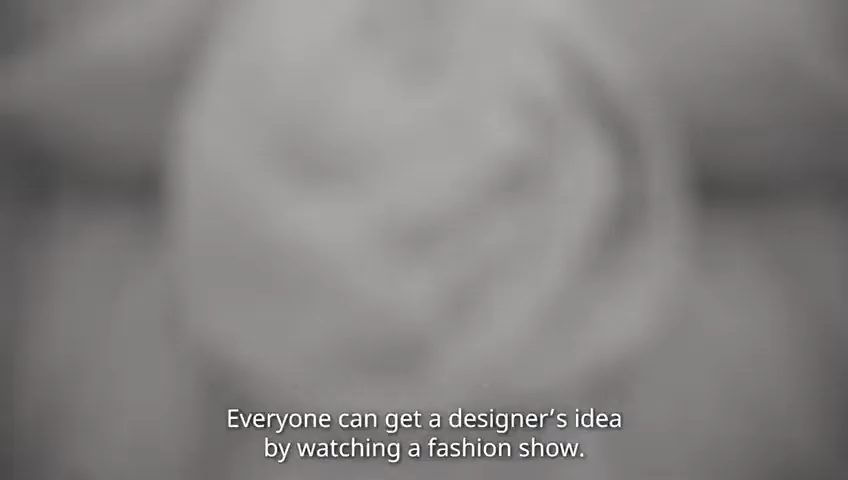 Everyone can get a designer’s idea
by watching a fashion show.